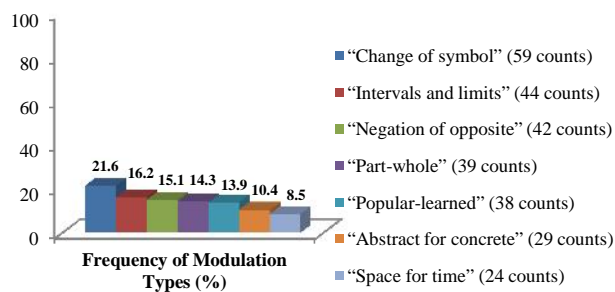 100
80
60
40
20
0
21.6 16.2 15.1 14.3 13.9 10.4 8.5
Frequency of Modulation
Types (%)
“Change of symbol” (59 counts)
“Intervals and limits” (44 counts)
“Negation of opposite” (42 counts)
“Part-whole” (39 counts)
“Popular-learned” (38 counts)
“Abstract for concrete” (29 counts)
“Space for time” (24 counts)